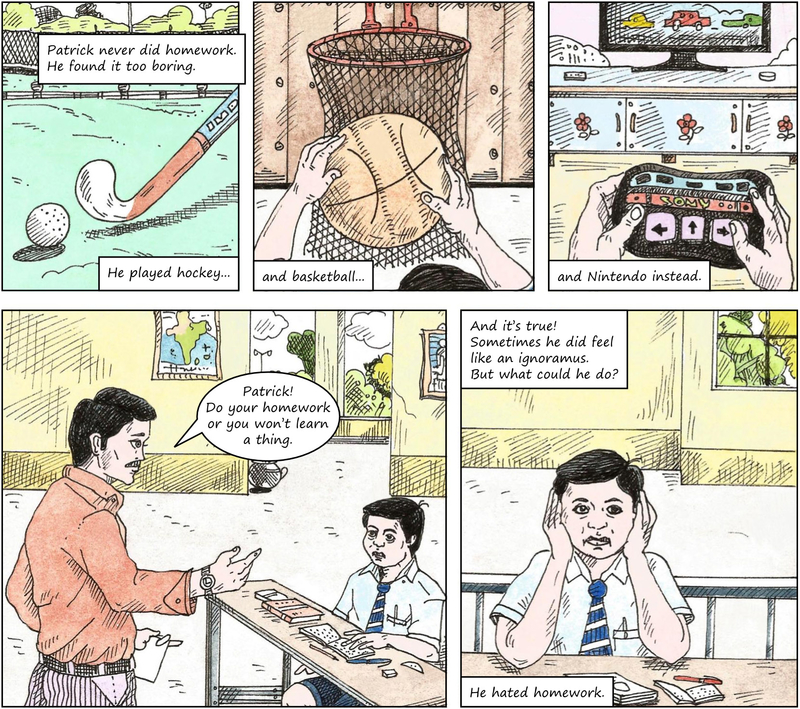 Patrick never did homework.
He found it too boring.
He played hockey...
and basketball...
SOMY
and Nintendo instead.
Patrick!
Do your homework
or you won't learn
a thing.
And it's true!
Sometimes he did feel
like an ignoramus.
But what could he do?
He hated homework.